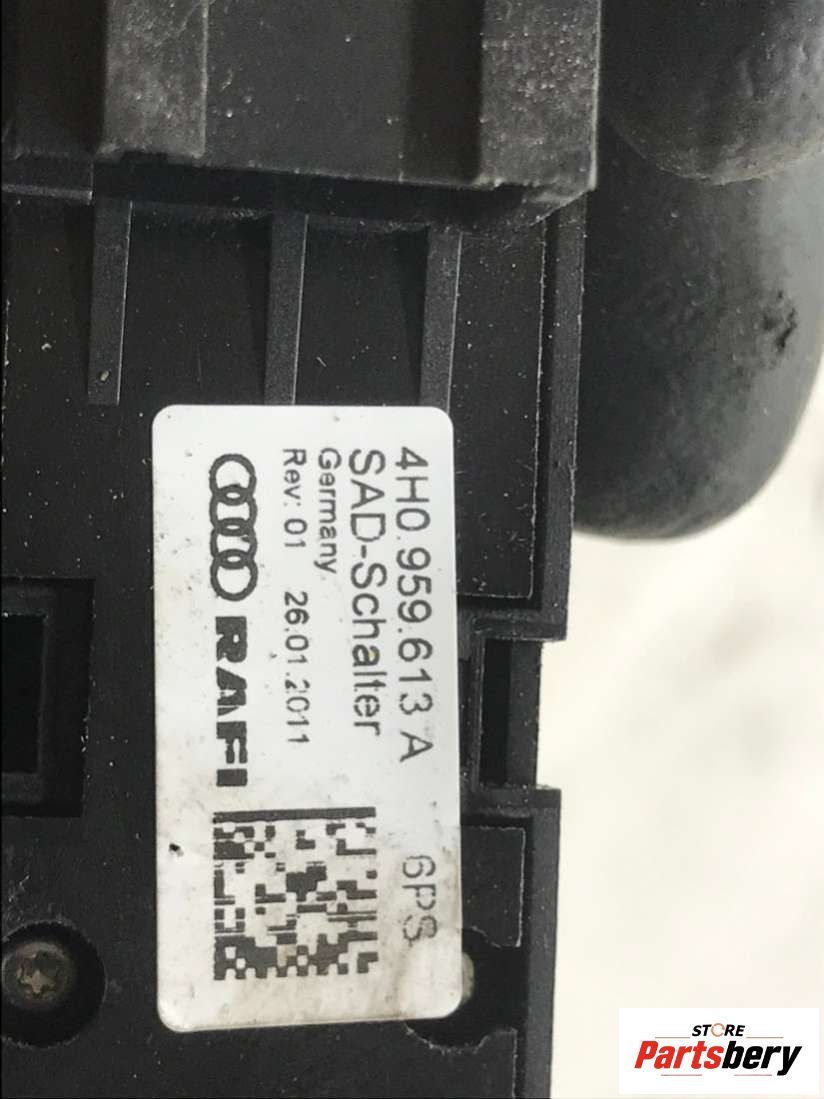 4H0.959.613 A 6PS
SAD-Schalter
Germany
Rev: 01 26.01.2011
RAFI
STORE
Partsbery